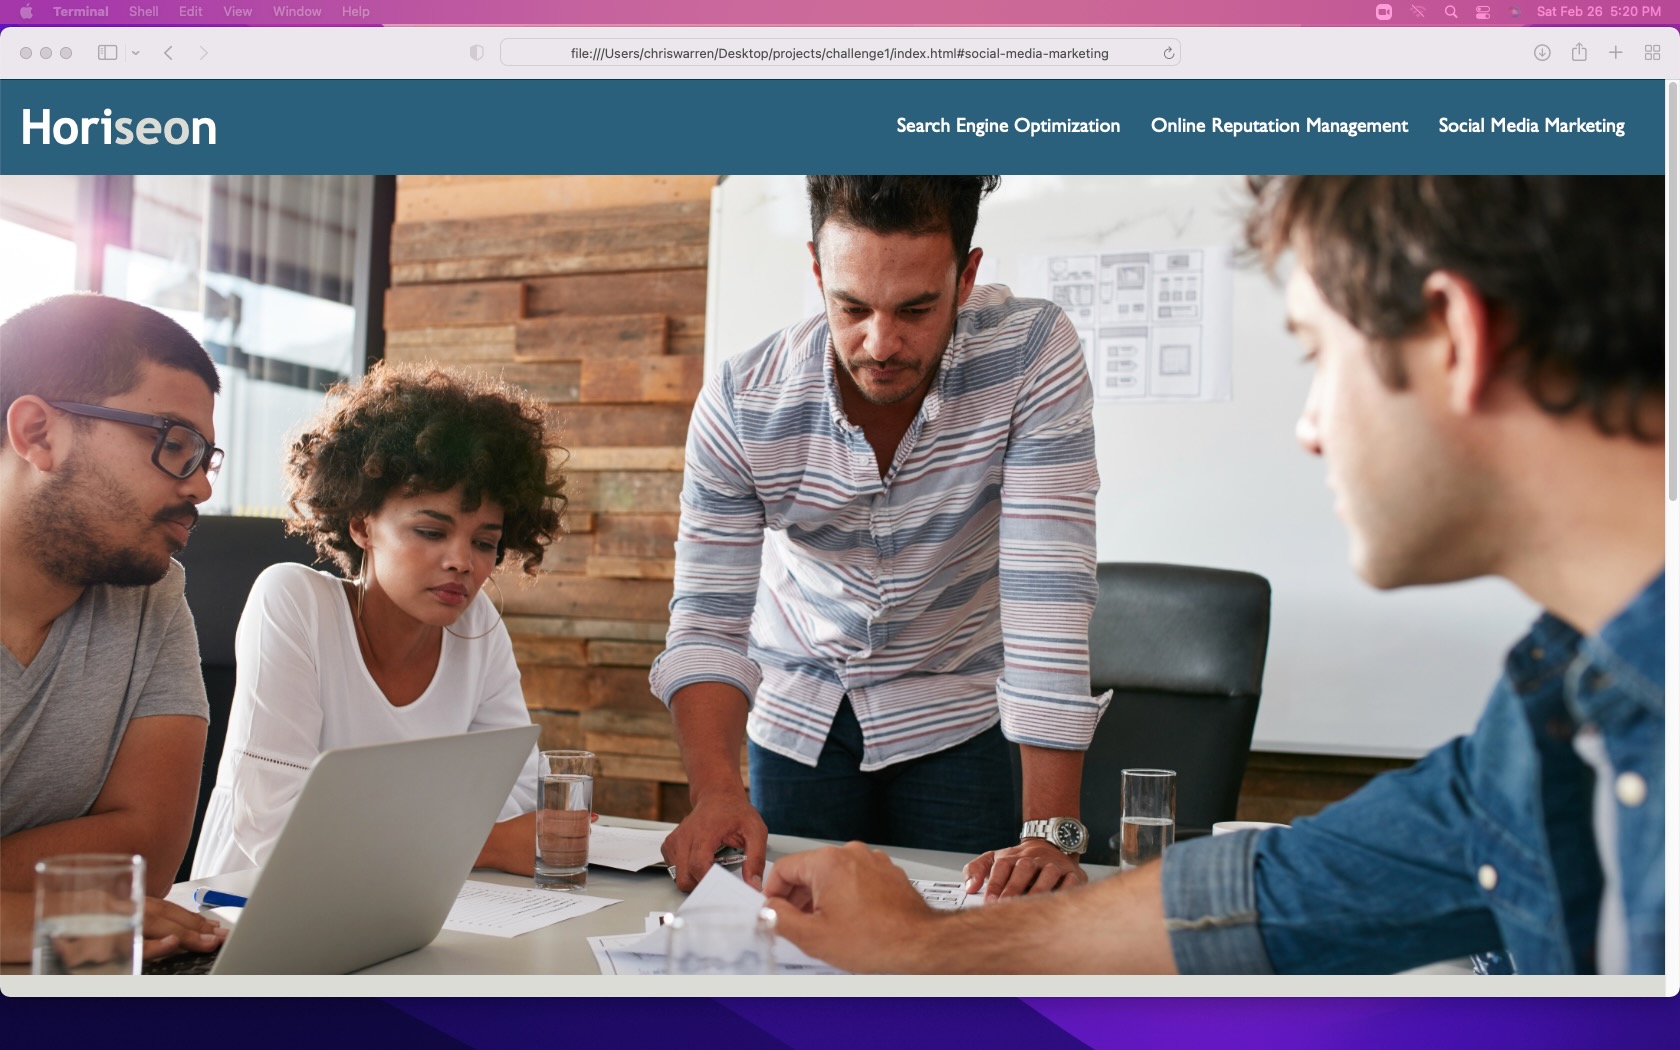 Terminal Shell Edit View Window Help Sat Feb 26 5:20 PM
file:///Users/chriswarren/Desktop/projects/challenge1/index.html#social-media-marketing
Horiseon Search Engine Optimization Online Reputation Management Social Media Marketing